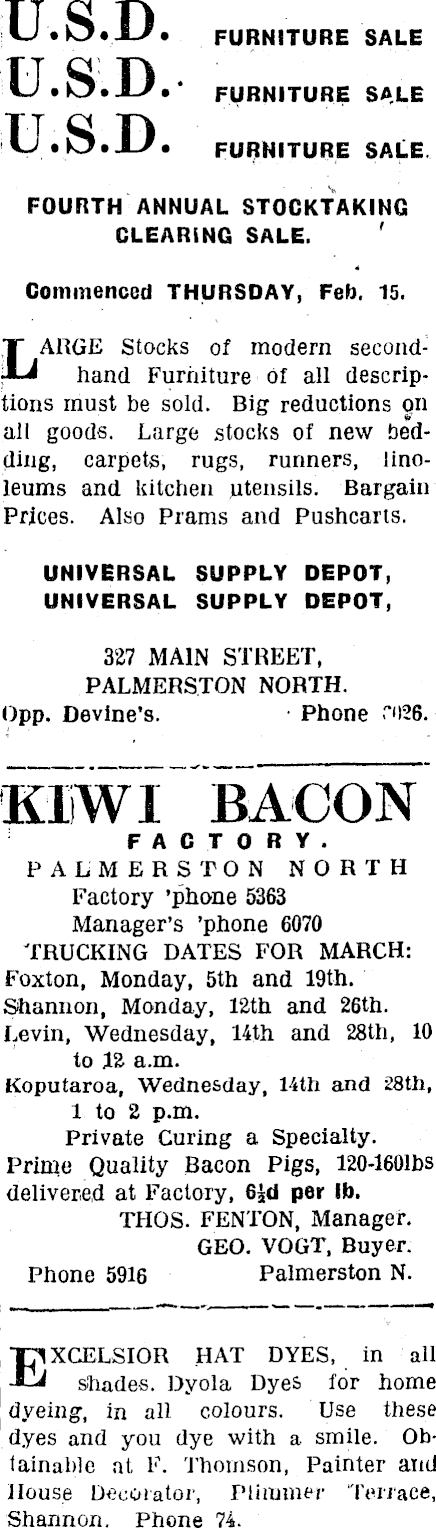 U.S.D. FURNITURE SALE
U.S.D. FURNITURE SALE
U.S.D. FURNITURE SALE.
FOURTH ANNUAL STOCKTAKING
CLEARING SALE.
Commenced THURSDAY, Feb. 15.
LARGE Stocks of modern second-
hand Furniture of all descrip-
tions must be sold. Big reductions on
all goods. Large stocks of new bed-
ding, carpets, rugs, runners, lino-
leums and kitchen utensils. Bargain
Prices. Also Prams and Pushcarts.
UNIVERSAL SUPPLY DEPOT,
UNIVERSAL SUPPLY DEPOT,
327 MAIN STREET,
PALMERSTON NORTH.
Opp. Devine's. Phone
KIWI BACON
FACTORY.
PALMERSTON NORTH
Factory 'phone 5363
Manager's 'phone 6070
TRUCKING DATES FOR MARCH:
Foxton, Monday, 5th and 19th.
Shannon, Monday, 12th and 26th.
Levin, Wednesday, 14th and 28th, 10
to 12 a.m.
Koputaroa, Wednesday, 14th and 28th,
1 to 2 p.m.
Private Curing a Specialty.
Prime Quality Bacon Pigs, 120-160lbs
delivered at Factory, 6½d per lb.
THOS. FENTON, Manager.
GEO. VOGT, Buyer.
Phone 5916 Palmerston N.
EXCELSIOR HAT DYES, in all
shades. Dyola Dyes for home
dyeing, in all colours. Use these
dyes and you dye with a smile. Ob-
tainable at F. Thomson, Painter and
House Decorator, Plimmer Terrace,
Shannon. Phone 74.